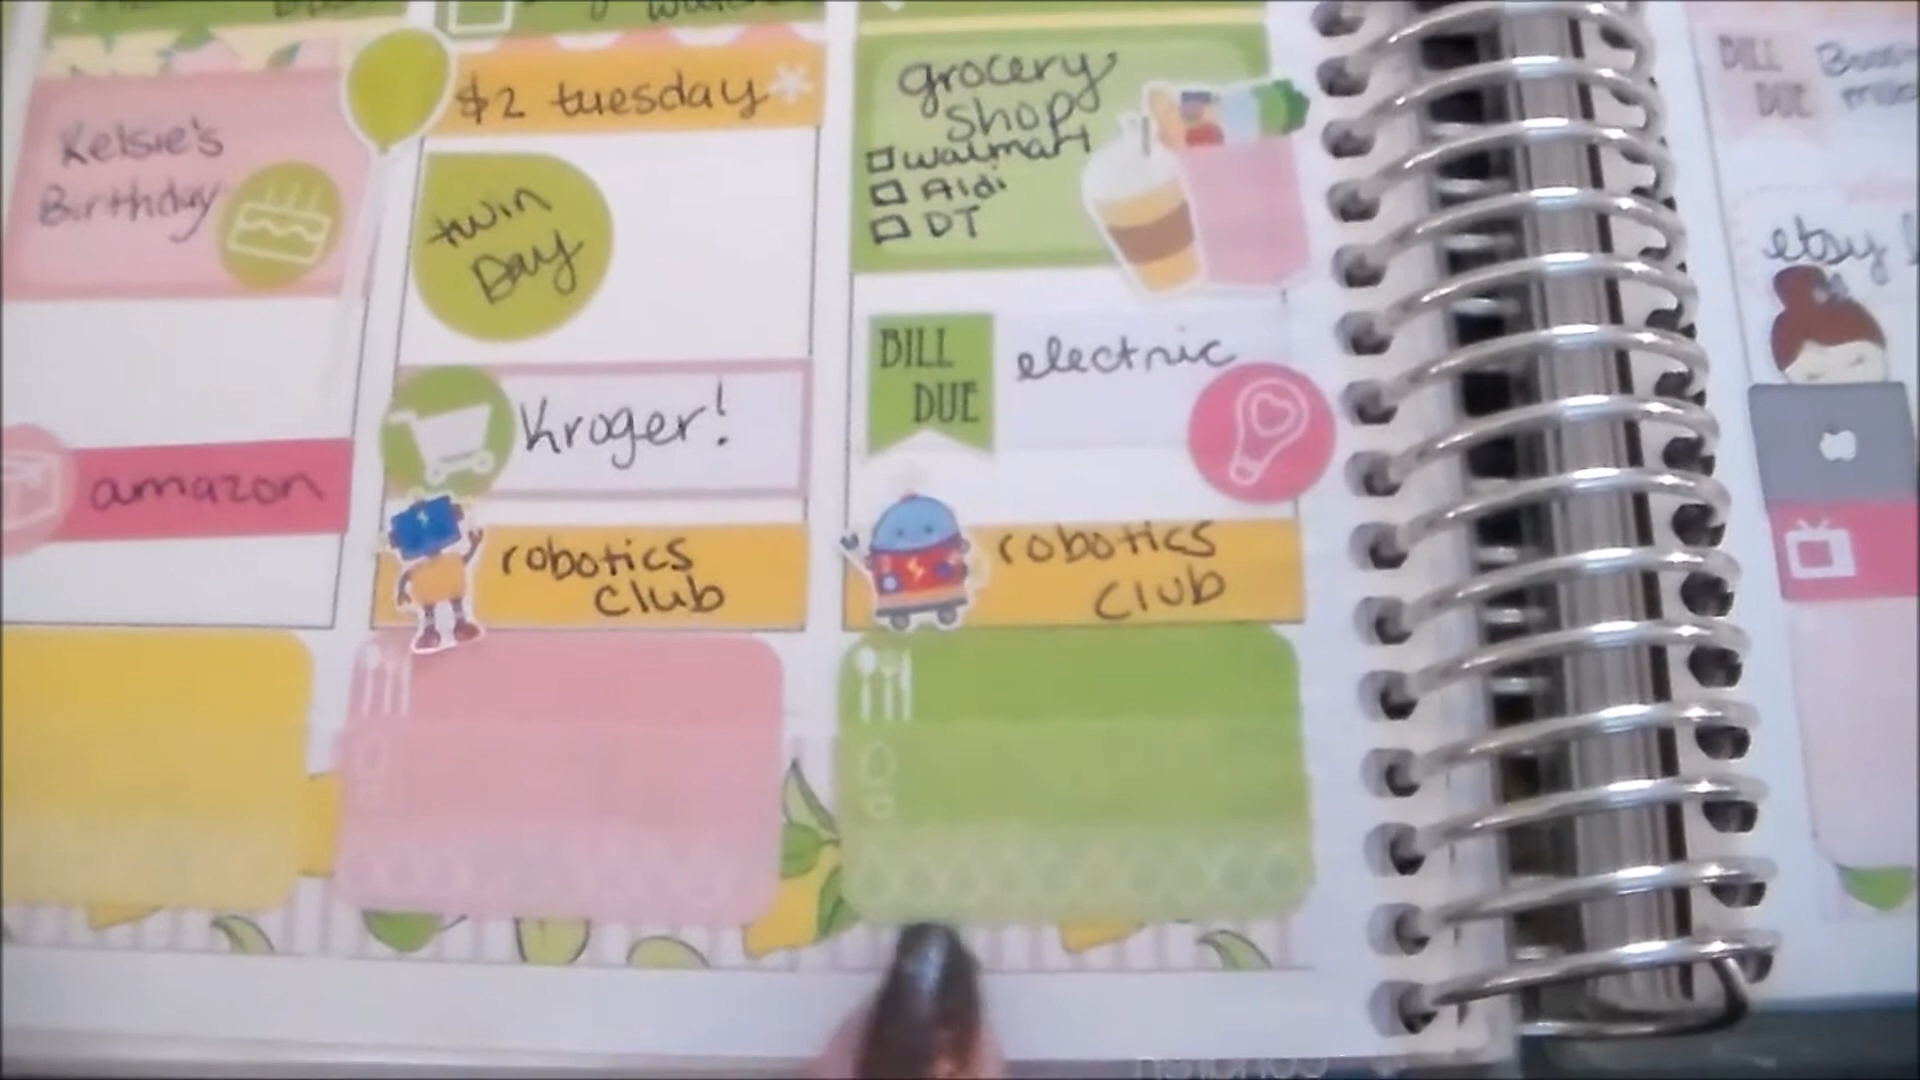 Kelsie's
Birthday
amazon
$2 tuesday
twin
Day
Kroger!
robotics
club
grocery
shop
walmart
Aldi
DT
BILL
DUE
electric
robotics
club
BILL
DUE
etsy